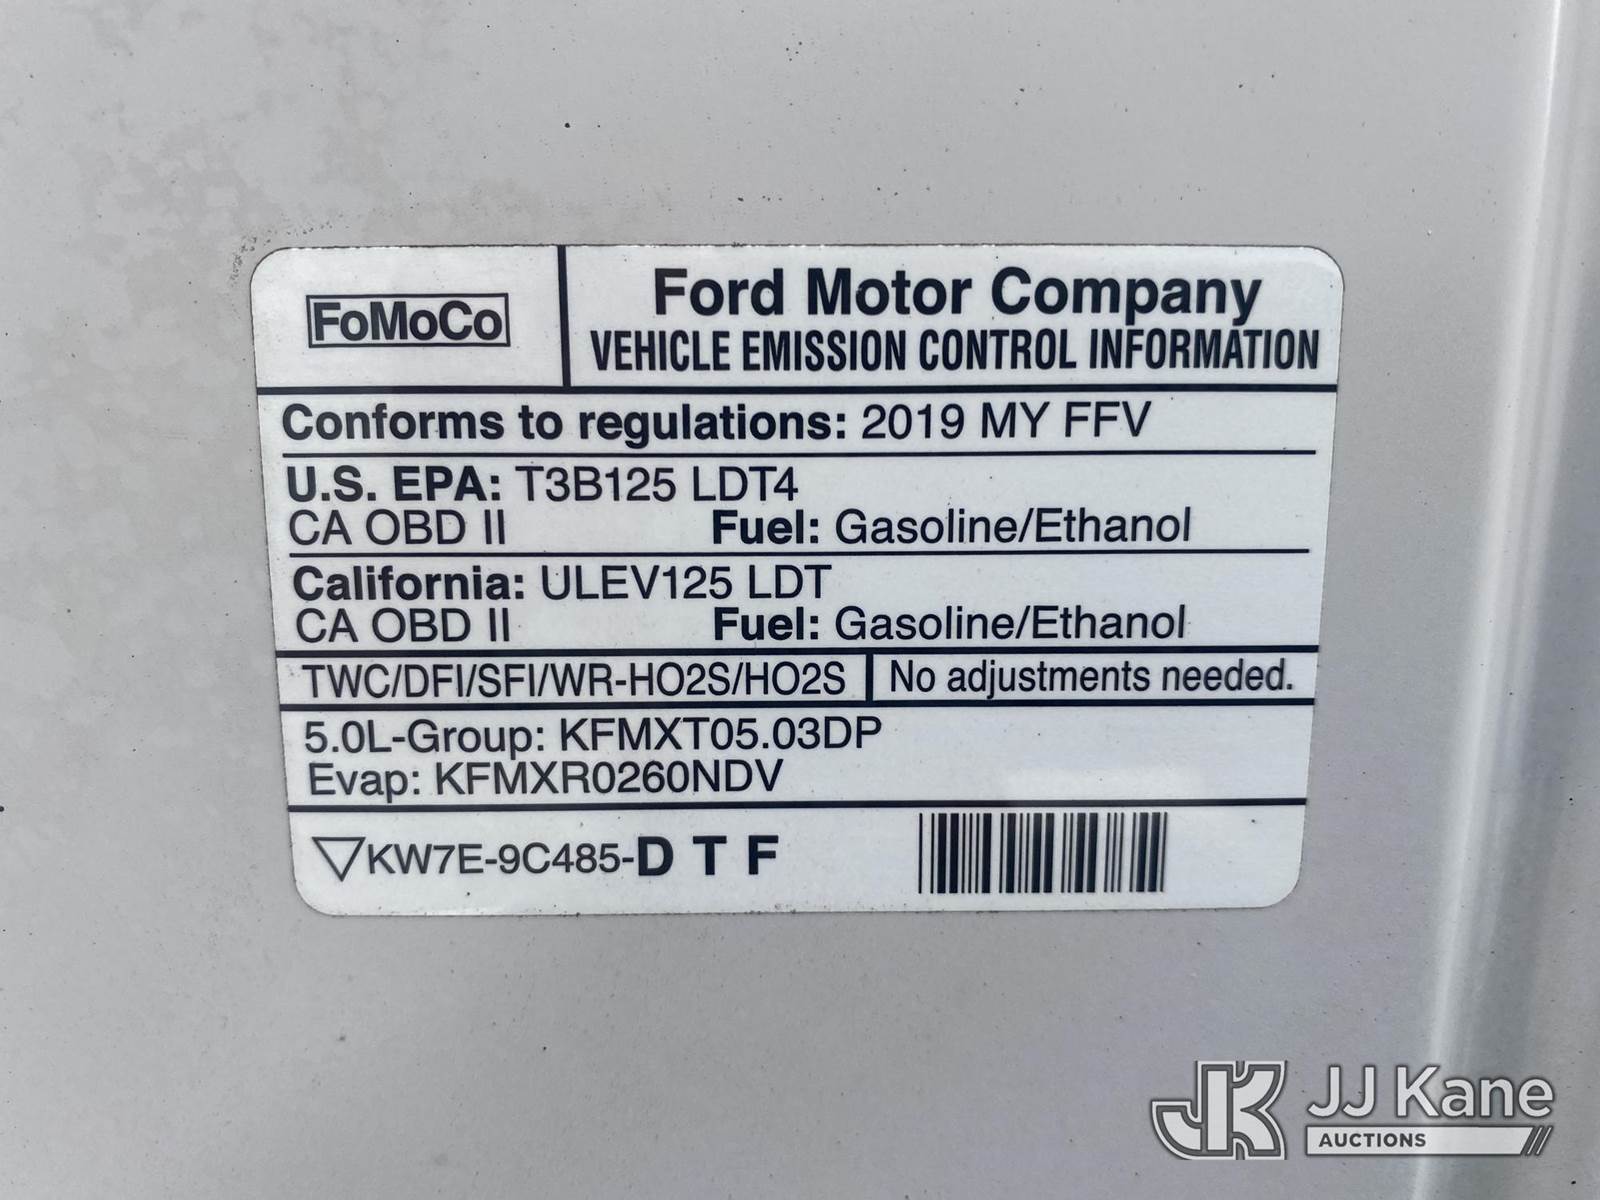 FoMoCo
Ford Motor Company
VEHICLE EMISSION CONTROL INFORMATION
Conforms to regulations: 2019 MY FFV
U.S. EPA: T3B125 LDT4
CA OBD II Fuel: Gasoline/Ethanol
California: ULEV125 LDT
CA OBD II Fuel: Gasoline/Ethanol
TWC/DFI/SFI/WR-HO2S/HO2S No adjustments needed.
5.0L-Group: KFMXT05.03DP
Evap: KFMXR0260NDV
▽KW7E-9C485-D T F
JK JJ Kane
AUCTIONS